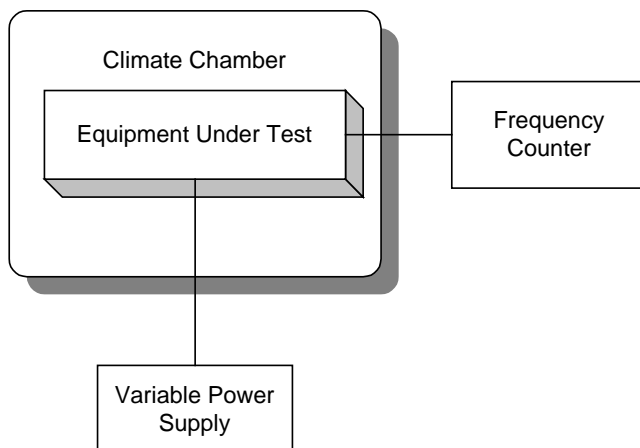 Climate Chamber
Equipment Under Test
Frequency
Counter
Variable Power
Supply